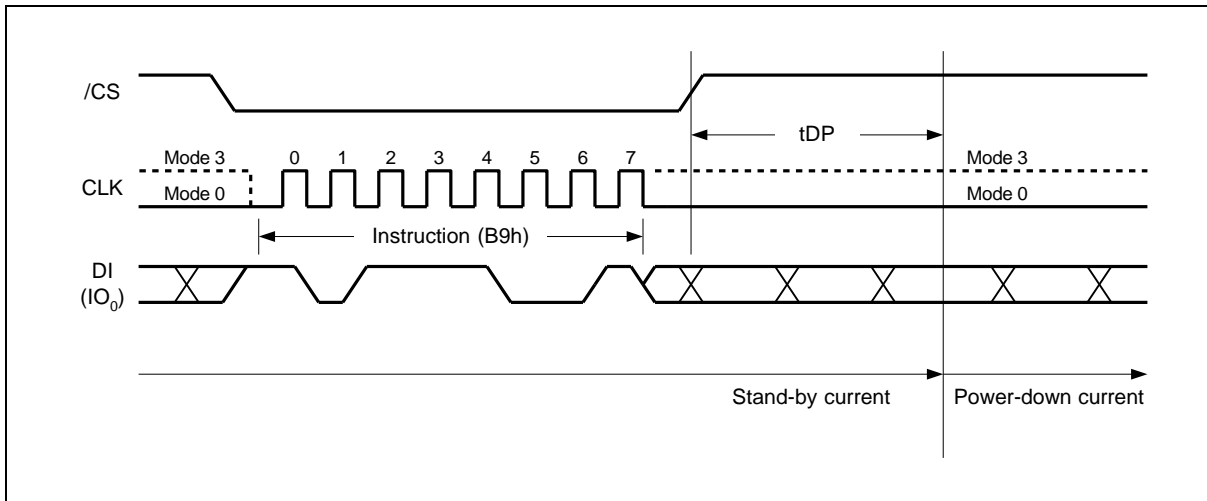 /CS
tDP
Mode 3
0 1 2 3 4 5 6 7
Mode 3
CLK
Mode 0
Mode 0
Instruction (B9h)
DI
(IO₀)
Stand-by current
Power-down current